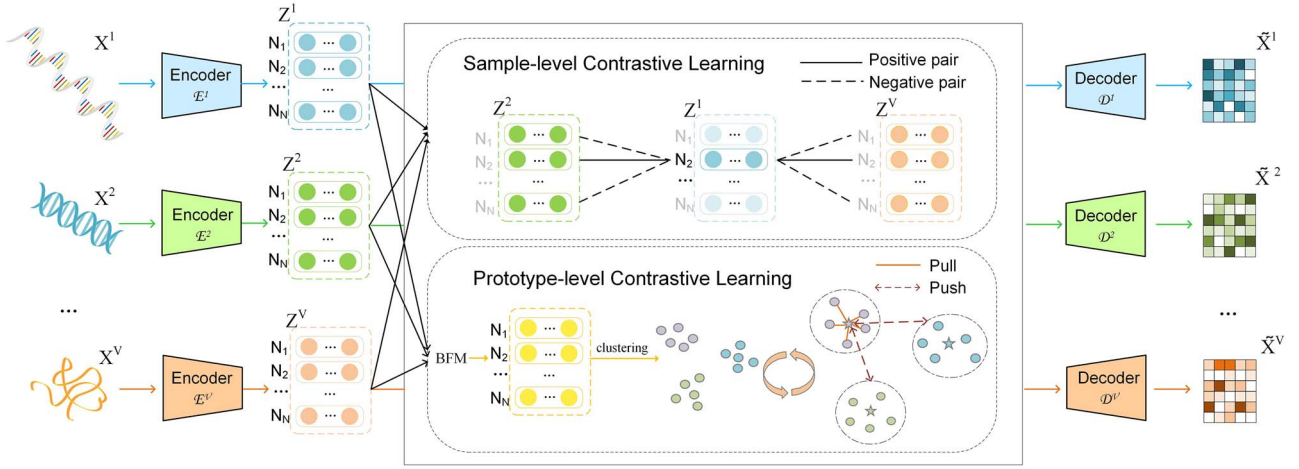 X¹
Encoder
ℰ¹
Z¹
N₁ ...
N₂ ...
... ...
N_N ...
X²
Encoder
ℰ²
Z²
N₁ ...
N₂ ...
... ...
N_N ...
...
X^V
Encoder
ℰ^V
Z^V
N₁ ...
N₂ ...
... ...
N_N ...
Sample-level Contrastive Learning
Positive pair
Negative pair
Z²
N₁ ...
N₂ ...
... ...
N_N ...
Z¹
N₁ ...
N₂ ...
... ...
N_N ...
Z^V
N₁ ...
N₂ ...
... ...
N_N ...
Prototype-level Contrastive Learning
Pull
Push
BFM
N₁ ...
N₂ ...
... ...
N_N ...
clustering
Decoder
𝒟¹
X̃¹
Decoder
𝒟²
X̃²
...
Decoder
𝒟^V
X̃^V